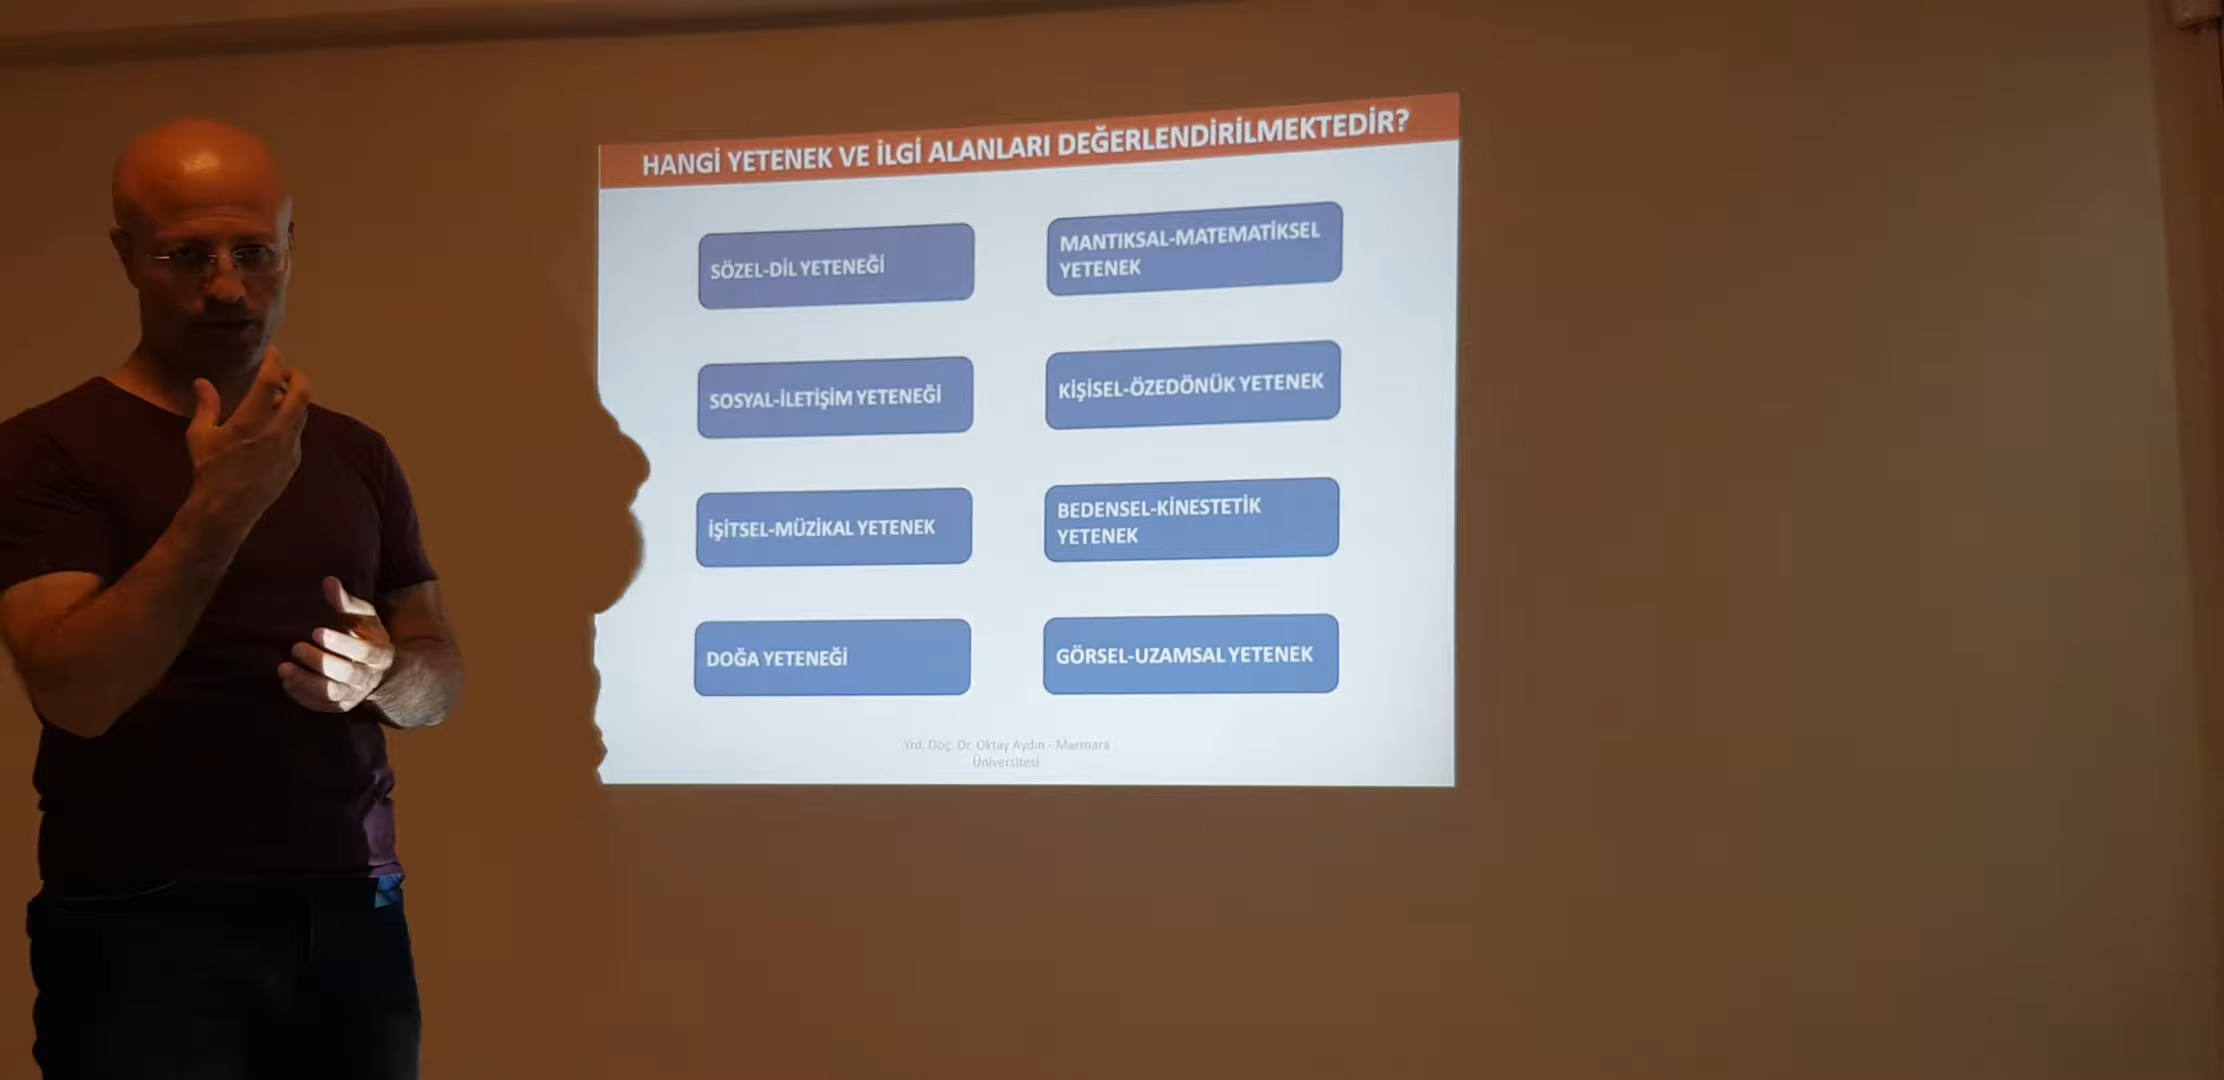 HANGİ YETENEK VE İLGİ ALANLARI DEĞERLENDİRİLMEKTEDİR?
SÖZEL-DİL YETENEĞİ
MANTIKSAL-MATEMATİKSEL
YETENEK
SOSYAL-İLETİŞİM YETENEĞİ
KİŞİSEL-ÖZEDÖNÜK YETENEK
İŞİTSEL-MÜZİKAL YETENEK
BEDENSEL-KİNESTETİK
YETENEK
DOĞA YETENEĞİ
GÖRSEL-UZAMSAL YETENEK
Yrd. Doç. Dr. Oktay Aydın - Marmara
Üniversitesi